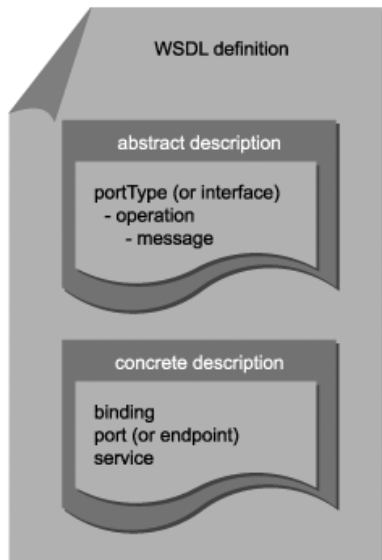 WSDL definition
abstract description
portType (or interface)
- operation
- message
concrete description
binding
port (or endpoint)
service